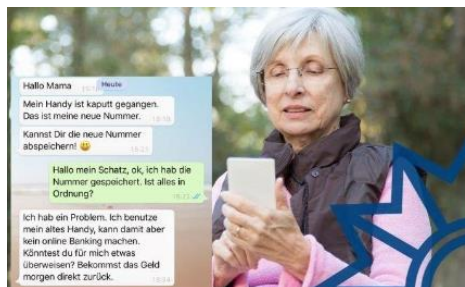 Hallo Mama
Heute
Mein Handy ist kaputt gegangen.
Das ist meine neue Nummer.
Kannst Dir die neue Nummer
abspeichern! 😃
Hallo mein Schatz, ok, ich hab die
Nummer gespeichert. Ist alles in
Ordnung?
Ich hab ein Problem. Ich benutze
mein altes Handy, kann damit aber
kein online Banking machen.
Könntest du für mich etwas
überweisen? Bekommst das Geld
morgen direkt zurück.